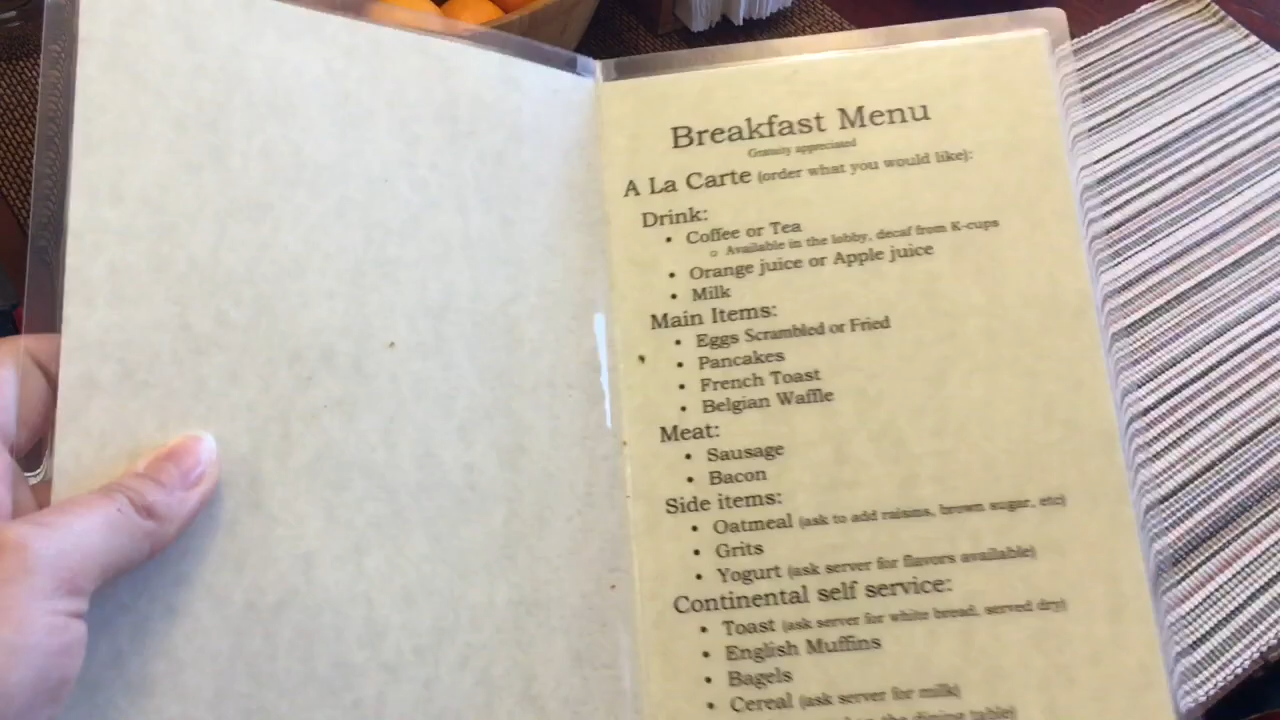 Breakfast Menu
Gratuity appreciated
A La Carte (order what you would like):
Drink:
• Coffee or Tea
o Available in the lobby, decaf from K-cups
• Orange juice or Apple juice
• Milk
Main Items:
• Eggs Scrambled or Fried
• Pancakes
• French Toast
• Belgian Waffle
Meat:
• Sausage
• Bacon
Side items:
• Oatmeal (ask to add raisins, brown sugar, etc)
• Grits
• Yogurt (ask server for flavors available)
Continental self service:
• Toast (ask server for white bread, served dry)
• English Muffins
• Bagels
• Cereal (ask server for milk)
on the dining table)